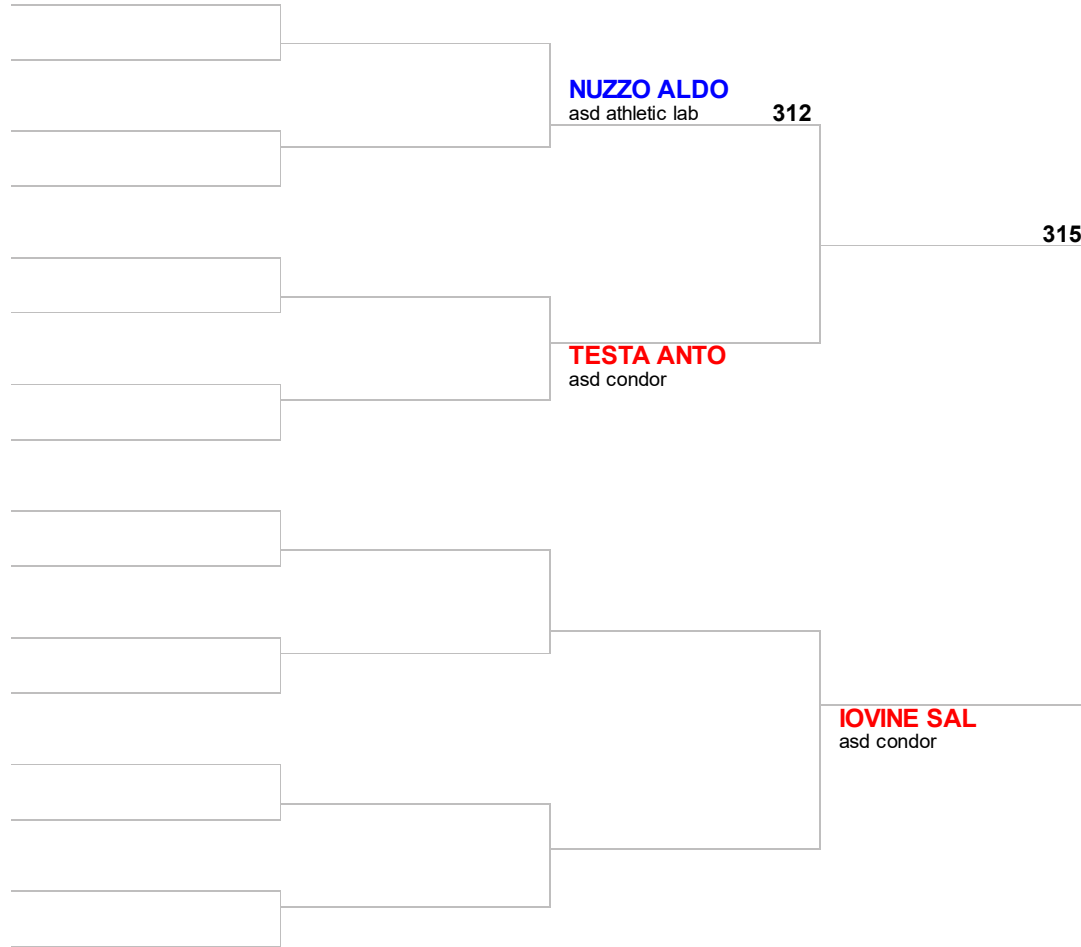 NUZZO ALDO
asd athletic lab 312
315
TESTA ANTO
asd condor
IOVINE SAL
asd condor